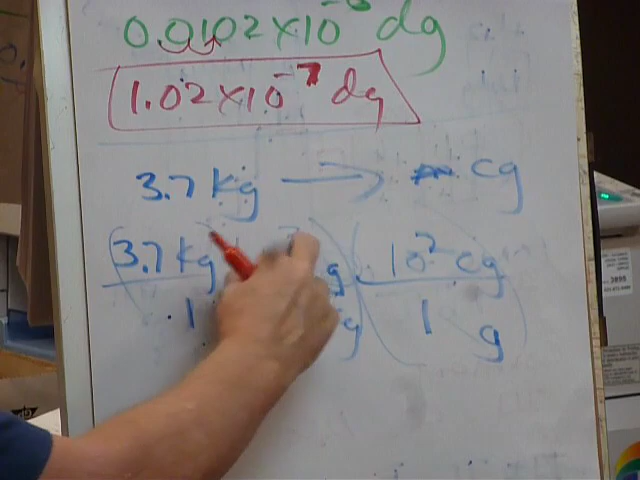 0.0102×10⁻⁶ dg
1.02×10⁻⁷ dg
3.7 kg → cg
3.7 kg g 10² cg
1 g 1 g